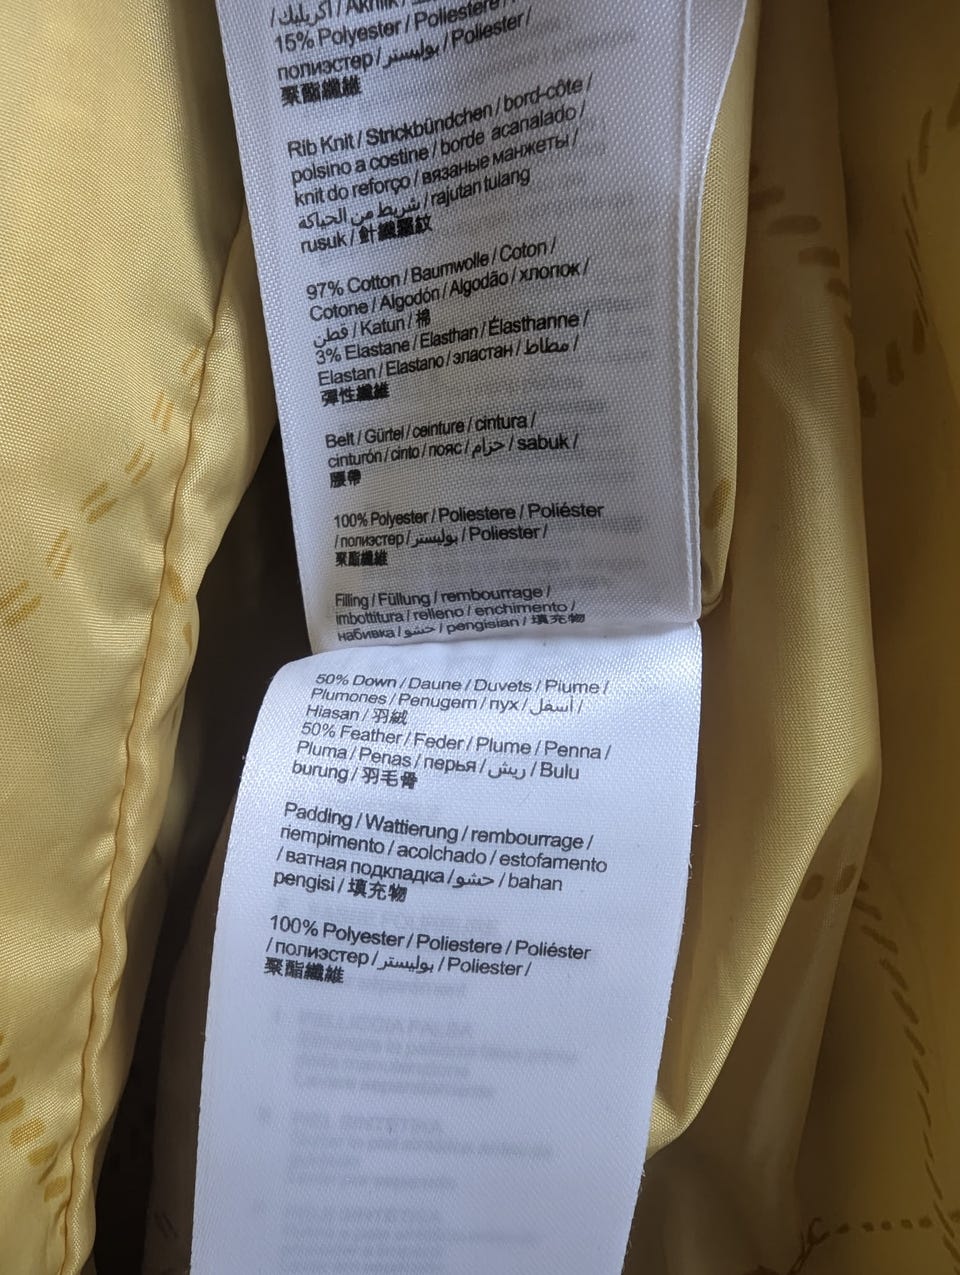 / أكريليك / Akrilik /
15% Polyester / Poliestere /
полиэстер / بوليستر / Poliester /
聚酯纖維
Rib Knit / Strickbündchen / bord-côte /
polsino a costine / borde acanalado /
knit do reforço / вязаные манжеты /
شريط من الحياكة / rajutan tulang
rusuk / 針織羅紋
97% Cotton / Baumwolle / Coton /
Cotone / Algodón / Algodão / хлопок /
قطن / Katun / 棉
3% Elastane / Elasthan / Élasthanne /
Elastan / Elastano / эластан / مطاط /
彈性纖維
Belt / Gürtel / ceinture / cintura /
cinturón / cinto / пояс / حزام / sabuk /
腰帶
100% Polyester / Poliestere / Poliéster
/ полиэстер / بوليستر / Poliester /
聚酯纖維
Filling / Füllung / rembourrage /
imbottitura / relleno / enchimento /
набивка / حشو / pengisian / 填充物
50% Down / Daune / Duvets / Piume /
Plumones / Penugem / пух / أسفل /
Hiasan / 羽絨
50% Feather / Feder / Plume / Penna /
Pluma / Penas / перья / ريش / Bulu
burung / 羽毛骨
Padding / Wattierung / rembourrage /
riempimento / acolchado / estofamento
/ ватная подкладка / حشو / bahan
pengisi / 填充物
100% Polyester / Poliestere / Poliéster
/ полиэстер / بوليستر / Poliester /
聚酯纖維